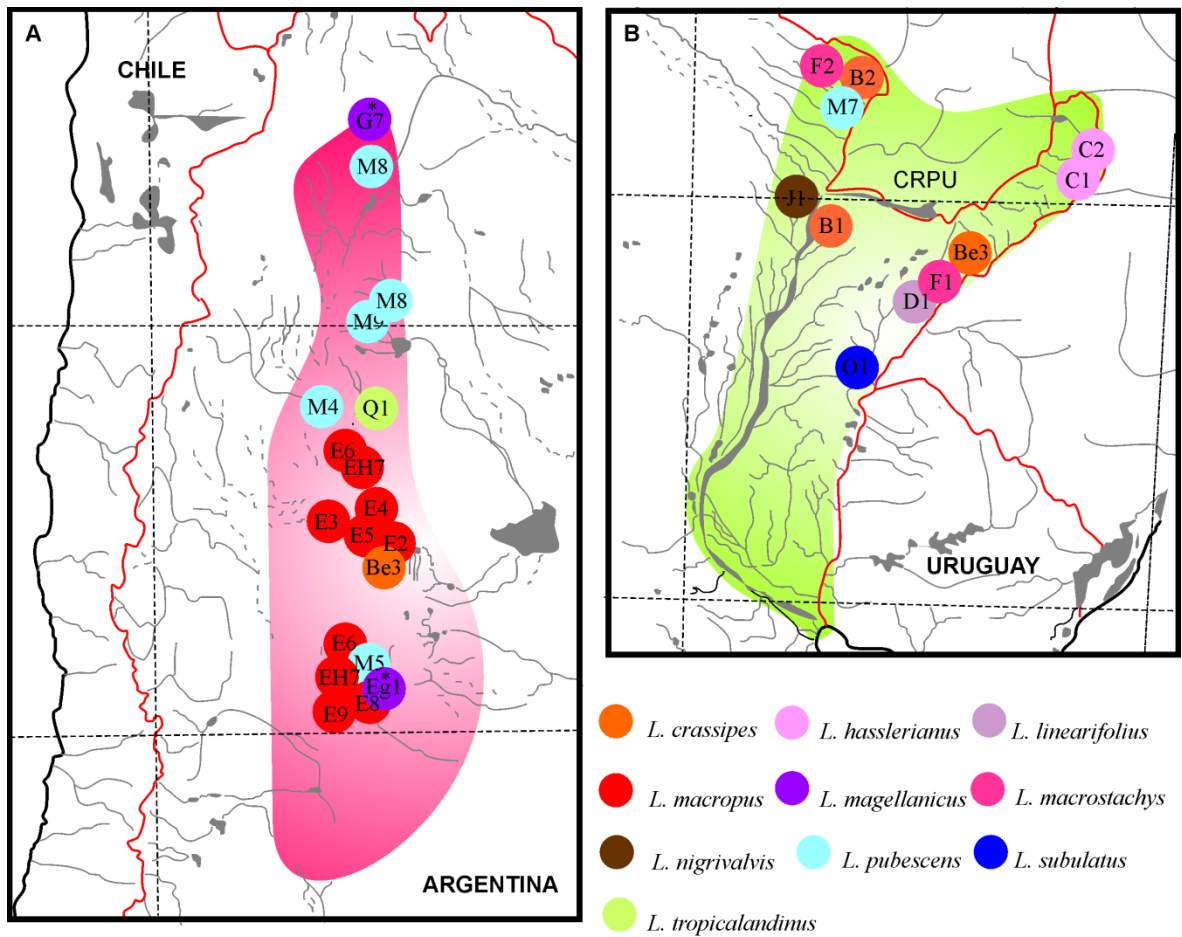 A
CHILE
*
G7
M8
M8
M9
M4
Q1
E6
EH7
E4
E3
E5
E2
Be3
E6
M5
EH7
*
Eg1
E8
E9
ARGENTINA
B
F2
B2
M7
C2
CRPU
C1
J1
B1
Be3
F1
D1
O1
URUGUAY
L. crassipes
L. hasslerianus
L. linearifolius
L. macropus
L. magellanicus
L. macrostachys
L. nigrivalvis
L. pubescens
L. subulatus
L. tropicalandinus